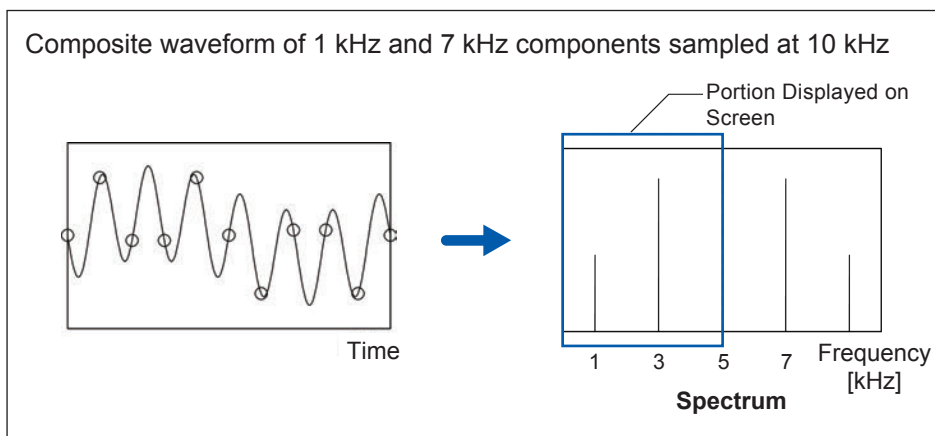 Composite waveform of 1 kHz and 7 kHz components sampled at 10 kHz
Portion Displayed on
Screen
Time
1 3 5 7 Frequency
[kHz]
Spectrum